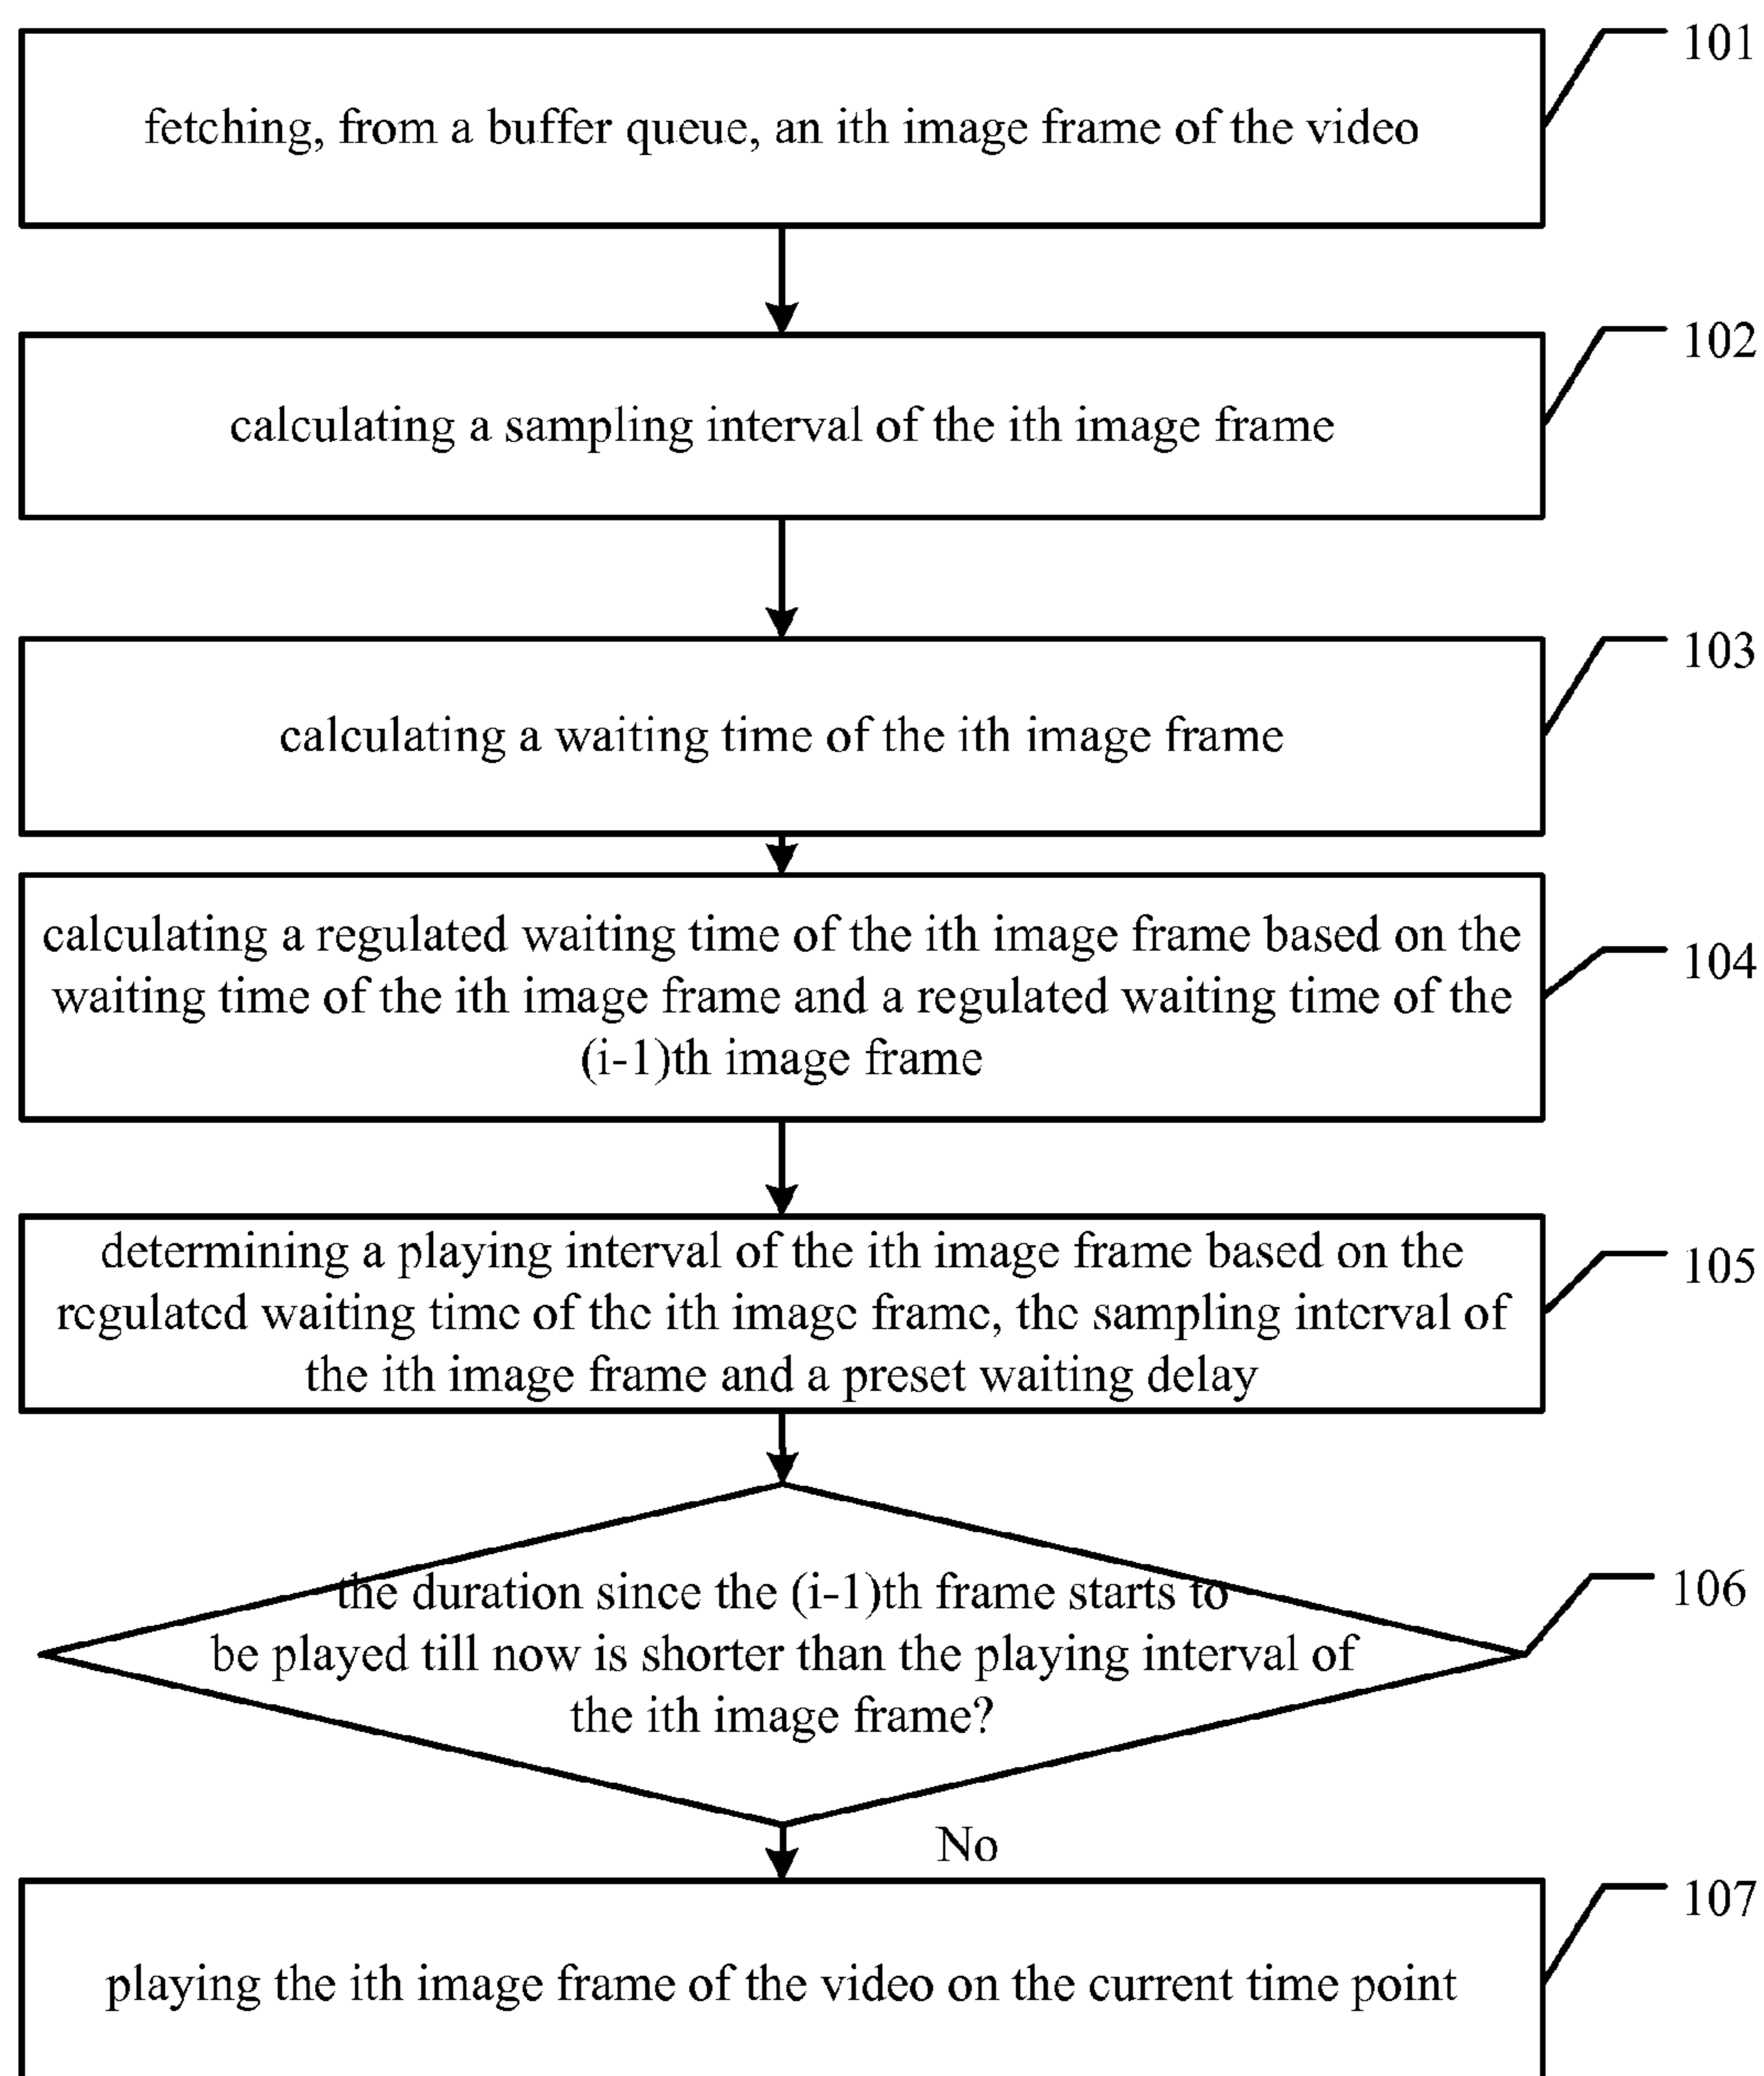 101
fetching, from a buffer queue, an ith image frame of the video
102
calculating a sampling interval of the ith image frame
103
calculating a waiting time of the ith image frame
104
calculating a regulated waiting time of the ith image frame based on the
waiting time of the ith image frame and a regulated waiting time of the
(i-1)th image frame
105
determining a playing interval of the ith image frame based on the
regulated waiting time of the ith image frame, the sampling interval of
the ith image frame and a preset waiting delay
106
the duration since the (i-1)th frame starts to
be played till now is shorter than the playing interval of
the ith image frame?
No
107
playing the ith image frame of the video on the current time point